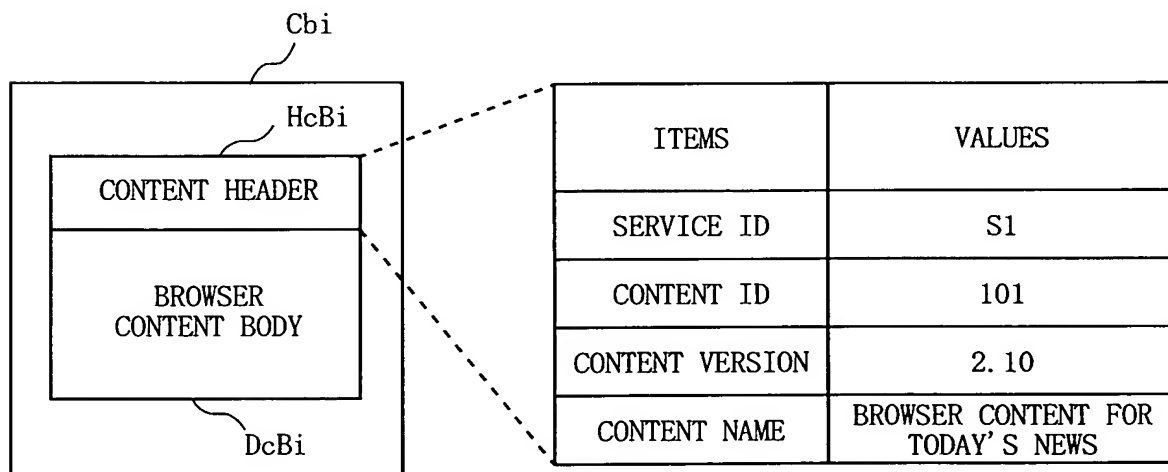 Cbi
HcBi
CONTENT HEADER
BROWSER
CONTENT BODY
DcBi
ITEMS VALUES
SERVICE ID S1
CONTENT ID 101
CONTENT VERSION 2.10
CONTENT NAME BROWSER CONTENT FOR
TODAY'S NEWS